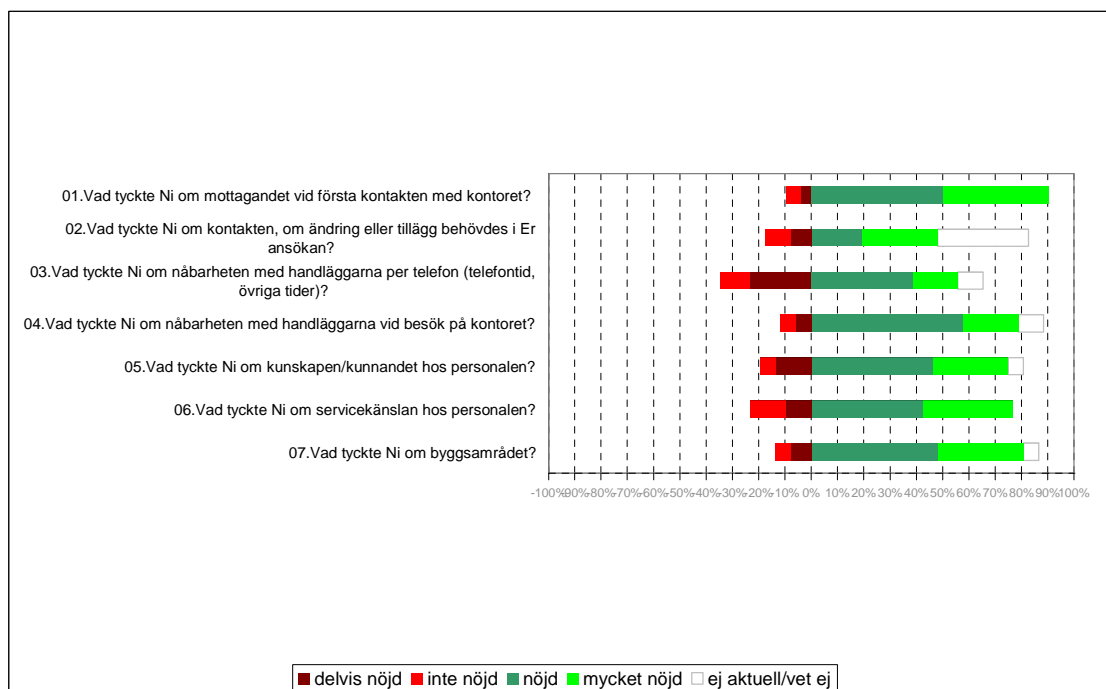 01.Vad tyckte Ni om mottagandet vid första kontakten med kontoret?
02.Vad tyckte Ni om kontakten, om ändring eller tillägg behövdes i Er
ansökan?
03.Vad tyckte Ni om nåbarheten med handläggarna per telefon (telefontid,
övriga tider)?
04.Vad tyckte Ni om nåbarheten med handläggarna vid besök på kontoret?
05.Vad tyckte Ni om kunskapen/kunnandet hos personalen?
06.Vad tyckte Ni om servicekänslan hos personalen?
07.Vad tyckte Ni om byggsamrådet?
-100%-90%-80%-70%-60%-50%-40%-30%-20%-10% 0% 10% 20% 30% 40% 50% 60% 70% 80% 90%100%
delvis nöjd inte nöjd nöjd mycket nöjd ej aktuell/vet ej